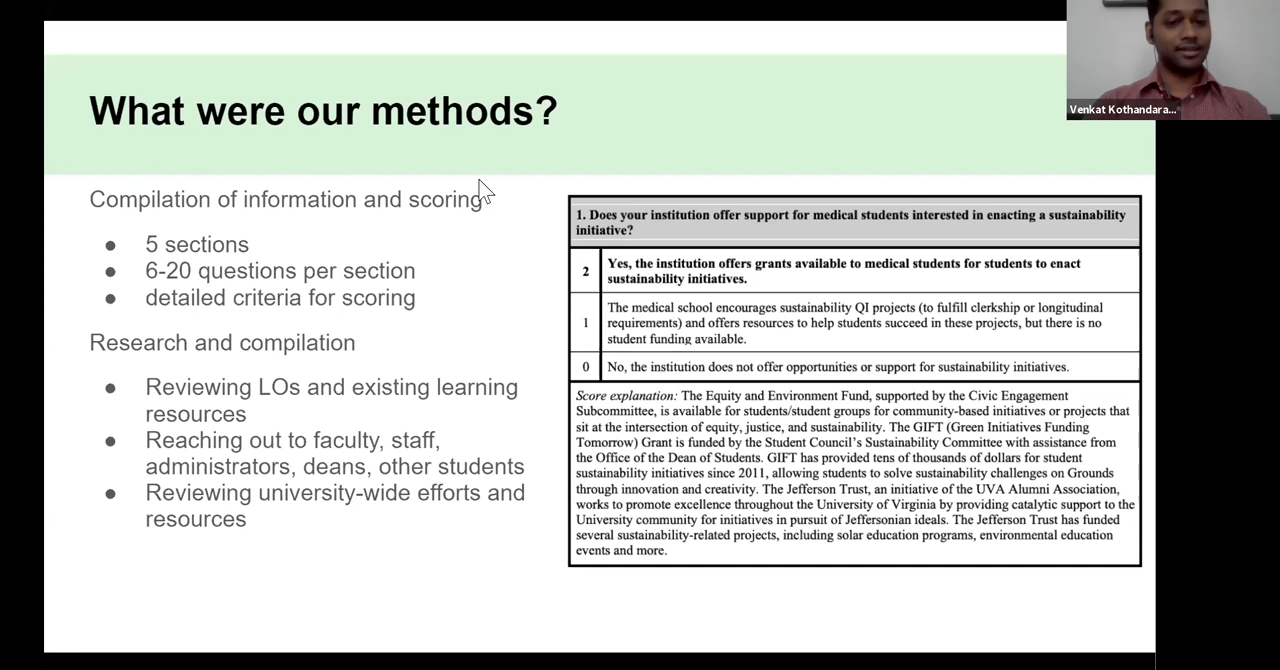 What were our methods?
Venkat Kothandara...
Compilation of information and scoring
● 5 sections
● 6-20 questions per section
● detailed criteria for scoring
Research and compilation
● Reviewing LOs and existing learning
resources
● Reaching out to faculty, staff,
administrators, deans, other students
● Reviewing university-wide efforts and
resources
1. Does your institution offer support for medical students interested in enacting a sustainability
initiative?
2 Yes, the institution offers grants available to medical students for students to enact
sustainability initiatives.
1 The medical school encourages sustainability QI projects (to fulfill clerkship or longitudinal
requirements) and offers resources to help students succeed in these projects, but there is no
student funding available.
0 No, the institution does not offer opportunities or support for sustainability initiatives.
Score explanation: The Equity and Environment Fund, supported by the Civic Engagement
Subcommittee, is available for students/student groups for community-based initiatives or projects that
sit at the intersection of equity, justice, and sustainability. The GIFT (Green Initiatives Funding
Tomorrow) Grant is funded by the Student Council's Sustainability Committee with assistance from
the Office of the Dean of Students. GIFT has provided tens of thousands of dollars for student
sustainability initiatives since 2011, allowing students to solve sustainability challenges on Grounds
through innovation and creativity. The Jefferson Trust, an initiative of the UVA Alumni Association,
works to promote excellence throughout the University of Virginia by providing catalytic support to the
University community for initiatives in pursuit of Jeffersonian ideals. The Jefferson Trust has funded
several sustainability-related projects, including solar education programs, environmental education
events and more.